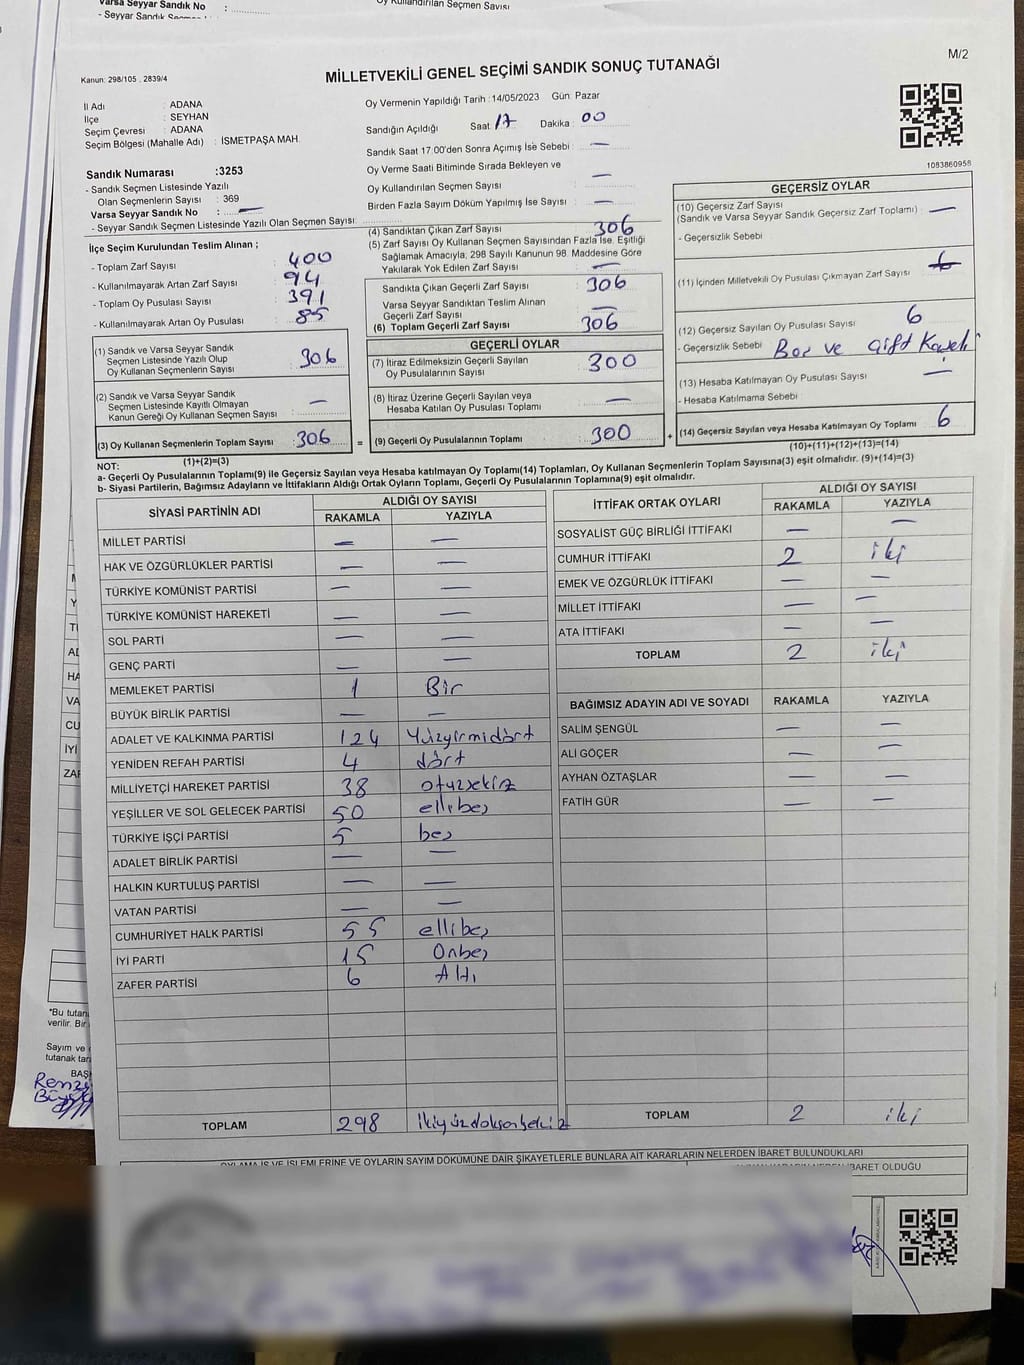 Varsa Seyyar Sandık No :
- Seyyar Sandık
Oy Kullandırılan Seçmen Sayısı
M/2
Kanun: 298/105 , 2839/4
MİLLETVEKİLİ GENEL SEÇİMİ SANDIK SONUÇ TUTANAĞI
İl Adı : ADANA
İlçe : SEYHAN
Seçim Çevresi : ADANA
Seçim Bölgesi (Mahalle Adı) : İSMETPAŞA MAH.
Oy Vermenin Yapıldığı Tarih :14/05/2023 Gün: Pazar
Sandığın Açıldığı Saat: 17 Dakika : 00
Sandık Saat 17:00'den Sonra Açımış İse Sebebi : —
Oy Verme Saati Bitiminde Sırada Bekleyen ve
Oy Kullandırılan Seçmen Sayısı : —
Birden Fazla Sayım Döküm Yapılmış İse Sayısı : —
1083860958
Sandık Numarası :3253
- Sandık Seçmen Listesinde Yazılı
Olan Seçmenlerin Sayısı : 369
Varsa Seyyar Sandık No : —
- Seyyar Sandık Seçmen Listesinde Yazılı Olan Seçmen Sayısı:
İlçe Seçim Kurulundan Teslim Alınan ;
- Toplam Zarf Sayısı : 400
- Kullanılmayarak Artan Zarf Sayısı : 94
- Toplam Oy Pusulası Sayısı : 391
- Kullanılmayarak Artan Oy Pusulası : 85
(4) Sandıktan Çıkan Zarf Sayısı : 306
(5) Zarf Sayısı Oy Kullanan Seçmen Sayısından Fazla İse, Eşitliği
Sağlamak Amacıyla, 298 Sayılı Kanunun 98. Maddesine Göre
Yakılarak Yok Edilen Zarf Sayısı : —
Sandıkta Çıkan Geçerli Zarf Sayısı : 306
Varsa Seyyar Sandıktan Teslim Alınan
Geçerli Zarf Sayısı : —
(6) Toplam Geçerli Zarf Sayısı : 306
GEÇERSİZ OYLAR
(10) Geçersiz Zarf Sayısı
(Sandık ve Varsa Seyyar Sandık Geçersiz Zarf Toplamı) : —
- Geçersizlik Sebebi
(11) İçinden Milletvekili Oy Pusulası Çıkmayan Zarf Sayısı :
(12) Geçersiz Sayılan Oy Pusulası Sayısı : 6
- Geçersizlik Sebebi : Boş ve çift Kaşeli
(13) Hesaba Katılmayan Oy Pusulası Sayısı : —
- Hesaba Katılmama Sebebi :
(14) Geçersiz Sayılan veya Hesaba Katılmayan Oy Toplamı : 6
(10)+(11)+(12)+(13)=(14)
(1) Sandık ve Varsa Seyyar Sandık
Seçmen Listesinde Yazılı Olup
Oy Kullanan Seçmenlerin Sayısı : 306
(2) Sandık ve Varsa Seyyar Sandık
Seçmen Listesinde Kayıtlı Olmayan
Kanun Gereği Oy Kullanan Seçmen Sayısı : —
(3) Oy Kullanan Seçmenlerin Toplam Sayısı : 306 =
(1)+(2)=(3)
GEÇERLİ OYLAR
(7) İtiraz Edilmeksizin Geçerli Sayılan
Oy Pusulalarının Sayısı : 300
(8) İtiraz Üzerine Geçerli Sayılan veya
Hesaba Katılan Oy Pusulası Toplamı : —
(9) Geçerli Oy Pusulalarının Toplamı : 300 +
NOT:
a- Geçerli Oy Pusulalarının Toplamı(9) ile Geçersiz Sayılan veya Hesaba katılmayan Oy Toplamı(14) Toplamları, Oy Kullanan Seçmenlerin Toplam Sayısına(3) eşit olmalıdır. (9)+(14)=(3)
b- Siyasi Partilerin, Bağımsız Adayların ve İttifakların Aldığı Ortak Oyların Toplamı, Geçerli Oy Pusulalarının Toplamına(9) eşit olmalıdır.
SİYASİ PARTİNİN ADI ALDIĞI OY SAYISI
RAKAMLA YAZIYLA
MİLLET PARTİSİ — —
HAK VE ÖZGÜRLÜKLER PARTİSİ — —
TÜRKİYE KOMÜNİST PARTİSİ — —
TÜRKİYE KOMÜNİST HAREKETİ — —
SOL PARTİ — —
GENÇ PARTİ — —
MEMLEKET PARTİSİ 1 Bir
BÜYÜK BİRLİK PARTİSİ — —
ADALET VE KALKINMA PARTİSİ 124 Yüzyirmidört
YENİDEN REFAH PARTİSİ 4 dört
MİLLİYETÇİ HAREKET PARTİSİ 38 otuzsekiz
YEŞİLLER VE SOL GELECEK PARTİSİ 50 ellibeş
TÜRKİYE İŞÇİ PARTİSİ 5 beş
ADALET BİRLİK PARTİSİ — —
HALKIN KURTULUŞ PARTİSİ — —
VATAN PARTİSİ — —
CUMHURİYET HALK PARTİSİ 55 ellibeş
İYİ PARTİ 15 Onbeş
ZAFER PARTİSİ 6 Altı
TOPLAM 298 İkiyüzdoksansekiz
İTTİFAK ORTAK OYLARI ALDIĞI OY SAYISI
RAKAMLA YAZIYLA
SOSYALİST GÜÇ BİRLİĞİ İTTİFAKI — —
CUMHUR İTTİFAKI 2 iki
EMEK VE ÖZGÜRLÜK İTTİFAKI — —
MİLLET İTTİFAKI — —
ATA İTTİFAKI — —
TOPLAM 2 iki
BAĞIMSIZ ADAYIN ADI VE SOYADI RAKAMLA YAZIYLA
SALİM ŞENGÜL — —
ALİ GÖÇER — —
AYHAN ÖZTAŞLAR — —
FATİH GÜR — —
TOPLAM 2 iki
OYLAMA İŞ VE İŞLEMLERİNE VE OYLARIN SAYIM DÖKÜMÜNE DAİR ŞİKAYETLERLE BUNLARA AİT KARARLARIN NELERDEN İBARET BULUNDUKLARI
İBARET OLDUĞU
*Bu tutan
verilir. Bir
Sayım ve
tutanak tar
BAŞ